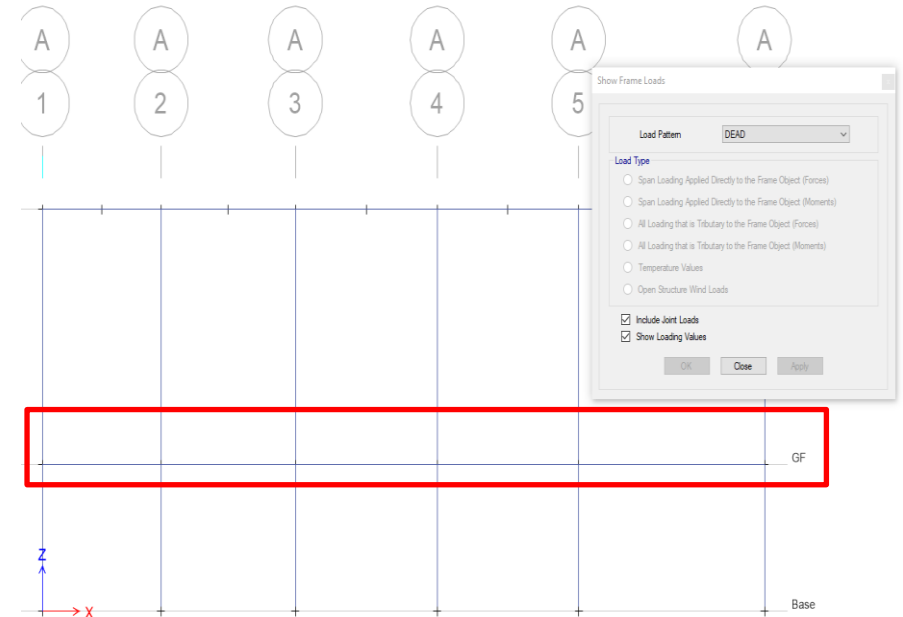 A A A A A A
1 2 3 4 5
Show Frame Loads
Load Pattern DEAD
Load Type
Span Loading Applied Directly to the Frame Object (Forces)
Span Loading Applied Directly to the Frame Object (Moments)
All Loading that is Tributary to the Frame Object (Forces)
All Loading that is Tributary to the Frame Object (Moments)
Temperature Values
Open Structure Wind Loads
Include Joint Loads
Show Loading Values
OK Close Apply
GF
Z
X
Base